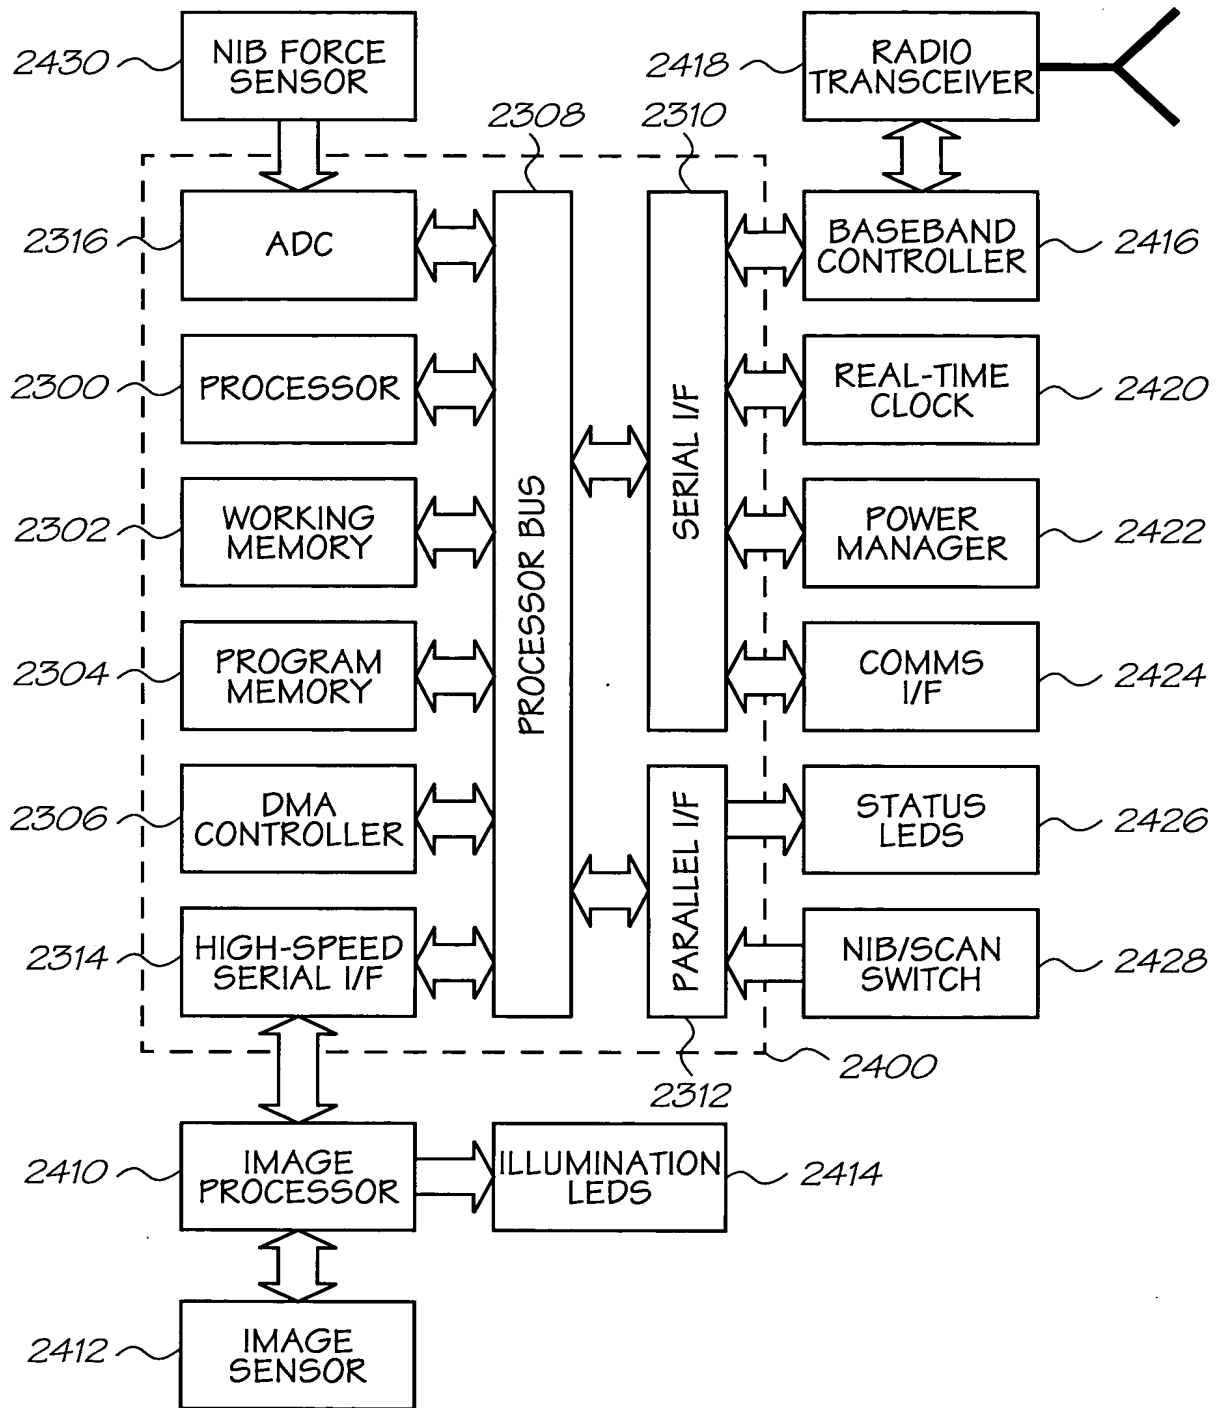 2430
NIB FORCE
SENSOR
2418
RADIO
TRANSCEIVER
2308
2310
2316
ADC
BASEBAND
CONTROLLER
2416
2300
PROCESSOR
REAL-TIME
CLOCK
2420
2302
WORKING
MEMORY
PROCESSOR BUS
SERIAL I/F
POWER
MANAGER
2422
2304
PROGRAM
MEMORY
COMMS
I/F
2424
2306
DMA
CONTROLLER
PARALLEL I/F
STATUS
LEDS
2426
2314
HIGH-SPEED
SERIAL I/F
NIB/SCAN
SWITCH
2428
2312
2400
2410
IMAGE
PROCESSOR
ILLUMINATION
LEDS
2414
2412
IMAGE
SENSOR